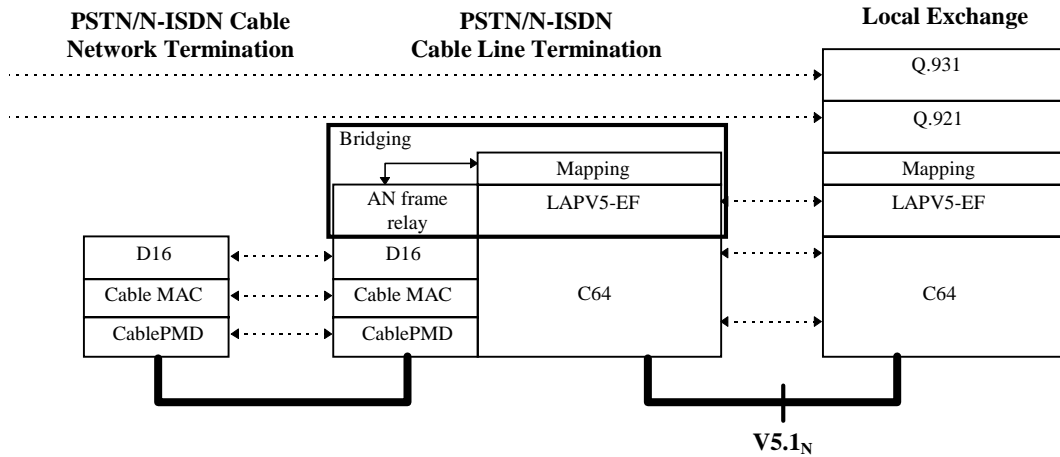 PSTN/N-ISDN Cable
Network Termination
PSTN/N-ISDN
Cable Line Termination
Local Exchange
Q.931
Q.921
Bridging
Mapping
Mapping
AN frame
relay
LAPV5-EF
LAPV5-EF
D16
D16
C64
C64
Cable MAC
Cable MAC
CablePMD
CablePMD
V5.1N